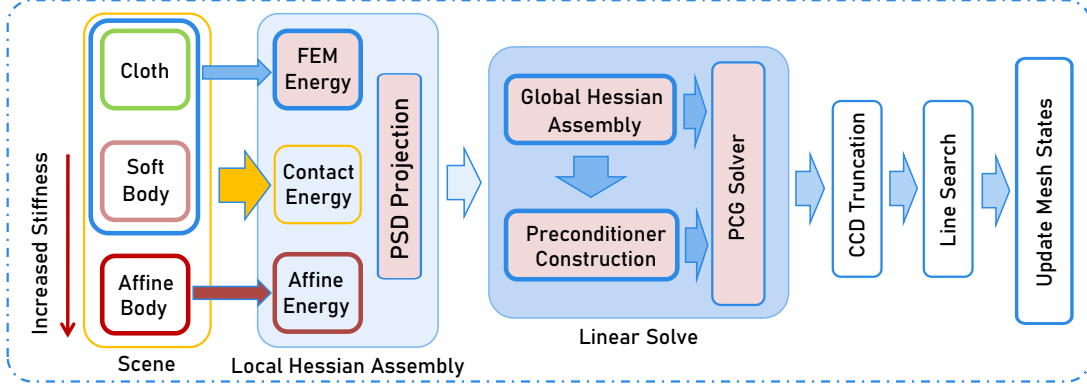 Increased Stiffness
Cloth
Soft
Body
Affine
Body
Scene
FEM
Energy
Contact
Energy
Affine
Energy
PSD Projection
Local Hessian Assembly
Global Hessian
Assembly
Preconditioner
Construction
PCG Solver
Linear Solve
CCD Truncation
Line Search
Update Mesh States